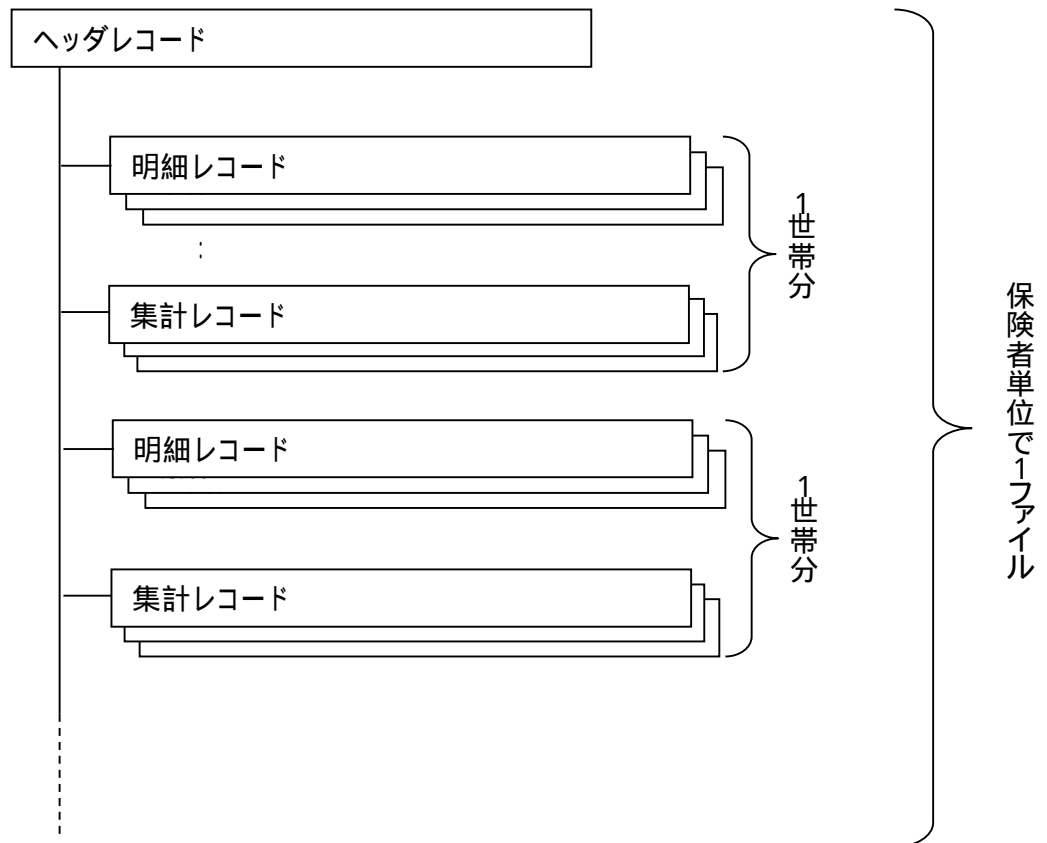 ヘッダレコード
明細レコード
:
集計レコード
1世帯分
明細レコード
集計レコード
1世帯分
保険者単位で1ファイル